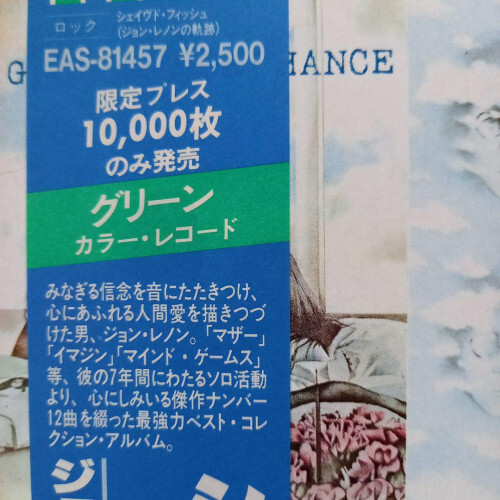 ロック
シェイヴド・フィッシュ
(ジョン・レノンの軌跡)
EAS-81457 ¥2,500
G
HANCE
限定プレス
10,000枚
のみ発売
グリーン
カラー・レコード
みなぎる信念を音にたたきつけ、
心にあふれる人間愛を描きつづ
けた男、ジョン・レノン。「マザー」
「イマジン」「マインド・ゲームス」
等、彼の7年間にわたるソロ活動
より、心にしみいる傑作ナンバー
12曲を綴った最強力ベスト・コレ
クション・アルバム。
ジ